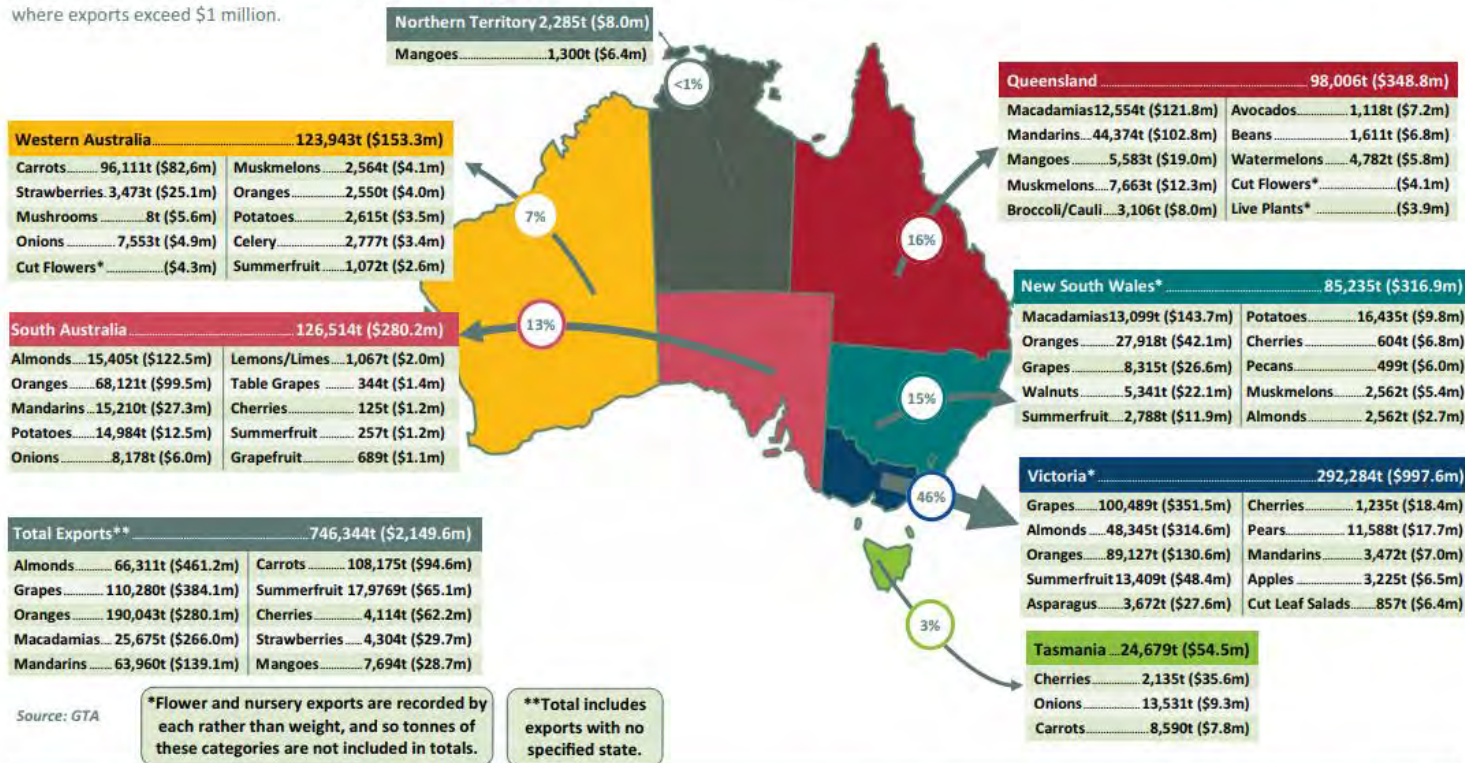 where exports exceed $1 million.
Northern Territory 2,285t ($8.0m)
Mangoes 1,300t ($6.4m)
<1%
Western Australia 123,943t ($153.3m)
Carrots 96,111t ($82,6m) Muskmelons 2,564t ($4.1m)
Strawberries 3,473t ($25.1m) Oranges 2,550t ($4.0m)
Mushrooms 8t ($5.6m) Potatoes 2,615t ($3.5m)
Onions 7,553t ($4.9m) Celery 2,777t ($3.4m)
Cut Flowers* ($4.3m) Summerfruit 1,072t ($2.6m)
7%
Queensland 98,006t ($348.8m)
Macadamias12,554t ($121.8m) Avocados 1,118t ($7.2m)
Mandarins 44,374t ($102.8m) Beans 1,611t ($6.8m)
Mangoes 5,583t ($19.0m) Watermelons 4,782t ($5.8m)
Muskmelons 7,663t ($12.3m) Cut Flowers* ($4.1m)
Broccoli/Cauli 3,106t ($8.0m) Live Plants* ($3.9m)
16%
South Australia 126,514t ($280.2m)
Almonds 15,405t ($122.5m) Lemons/Limes 1,067t ($2.0m)
Oranges 68,121t ($99.5m) Table Grapes 344t ($1.4m)
Mandarins 15,210t ($27.3m) Cherries 125t ($1.2m)
Potatoes 14,984t ($12.5m) Summerfruit 257t ($1.2m)
Onions 8,178t ($6.0m) Grapefruit 689t ($1.1m)
13%
New South Wales* 85,235t ($316.9m)
Macadamias13,099t ($143.7m) Potatoes 16,435t ($9.8m)
Oranges 27,918t ($42.1m) Cherries 604t ($6.8m)
Grapes 8,315t ($26.6m) Pecans 499t ($6.0m)
Walnuts 5,341t ($22.1m) Muskmelons 2,562t ($5.4m)
Summerfruit 2,788t ($11.9m) Almonds 2,562t ($2.7m)
15%
Victoria* 292,284t ($997.6m)
Grapes 100,489t ($351.5m) Cherries 1,235t ($18.4m)
Almonds 48,345t ($314.6m) Pears 11,588t ($17.7m)
Oranges 89,127t ($130.6m) Mandarins 3,472t ($7.0m)
Summerfruit 13,409t ($48.4m) Apples 3,225t ($6.5m)
Asparagus 3,672t ($27.6m) Cut Leaf Salads 857t ($6.4m)
46%
Total Exports** 746,344t ($2,149.6m)
Almonds 66,311t ($461.2m) Carrots 108,175t ($94.6m)
Grapes 110,280t ($384.1m) Summerfruit 17,9769t ($65.1m)
Oranges 190,043t ($280.1m) Cherries 4,114t ($62.2m)
Macadamias 25,675t ($266.0m) Strawberries 4,304t ($29.7m)
Mandarins 63,960t ($139.1m) Mangoes 7,694t ($28.7m)
3%
Tasmania 24,679t ($54.5m)
Cherries 2,135t ($35.6m)
Onions 13,531t ($9.3m)
Carrots 8,590t ($7.8m)
Source: GTA
*Flower and nursery exports are recorded by
each rather than weight, and so tonnes of
these categories are not included in totals.
**Total includes
exports with no
specified state.